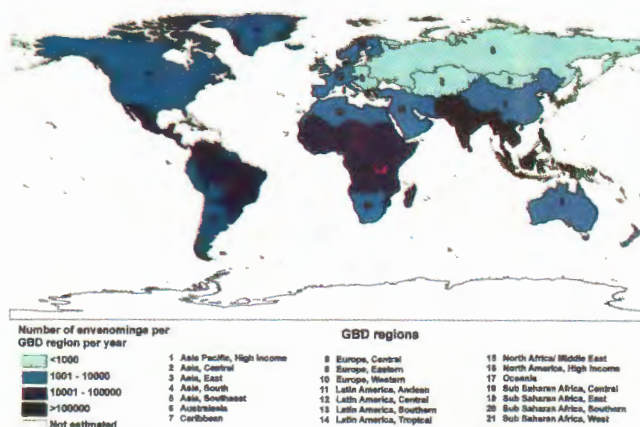 Number of envenomings per
GBD region per year
<1000
1001 - 10000
10001 - 100000
>100000
Not estimated
GBD regions
1 Asia Pacific, High Income
2 Asia, Central
3 Asia, East
4 Asia, South
5 Asia, Southeast
6 Australasia
7 Caribbean
8 Europe, Central
9 Europe, Eastern
10 Europe, Western
11 Latin America, Andean
12 Latin America, Central
13 Latin America, Southern
14 Latin America, Tropical
15 North Africa/ Middle East
16 North America, High Income
17 Oceania
18 Sub Saharan Africa, Central
19 Sub Saharan Africa, East
20 Sub Saharan Africa, Southern
21 Sub Saharan Africa, West